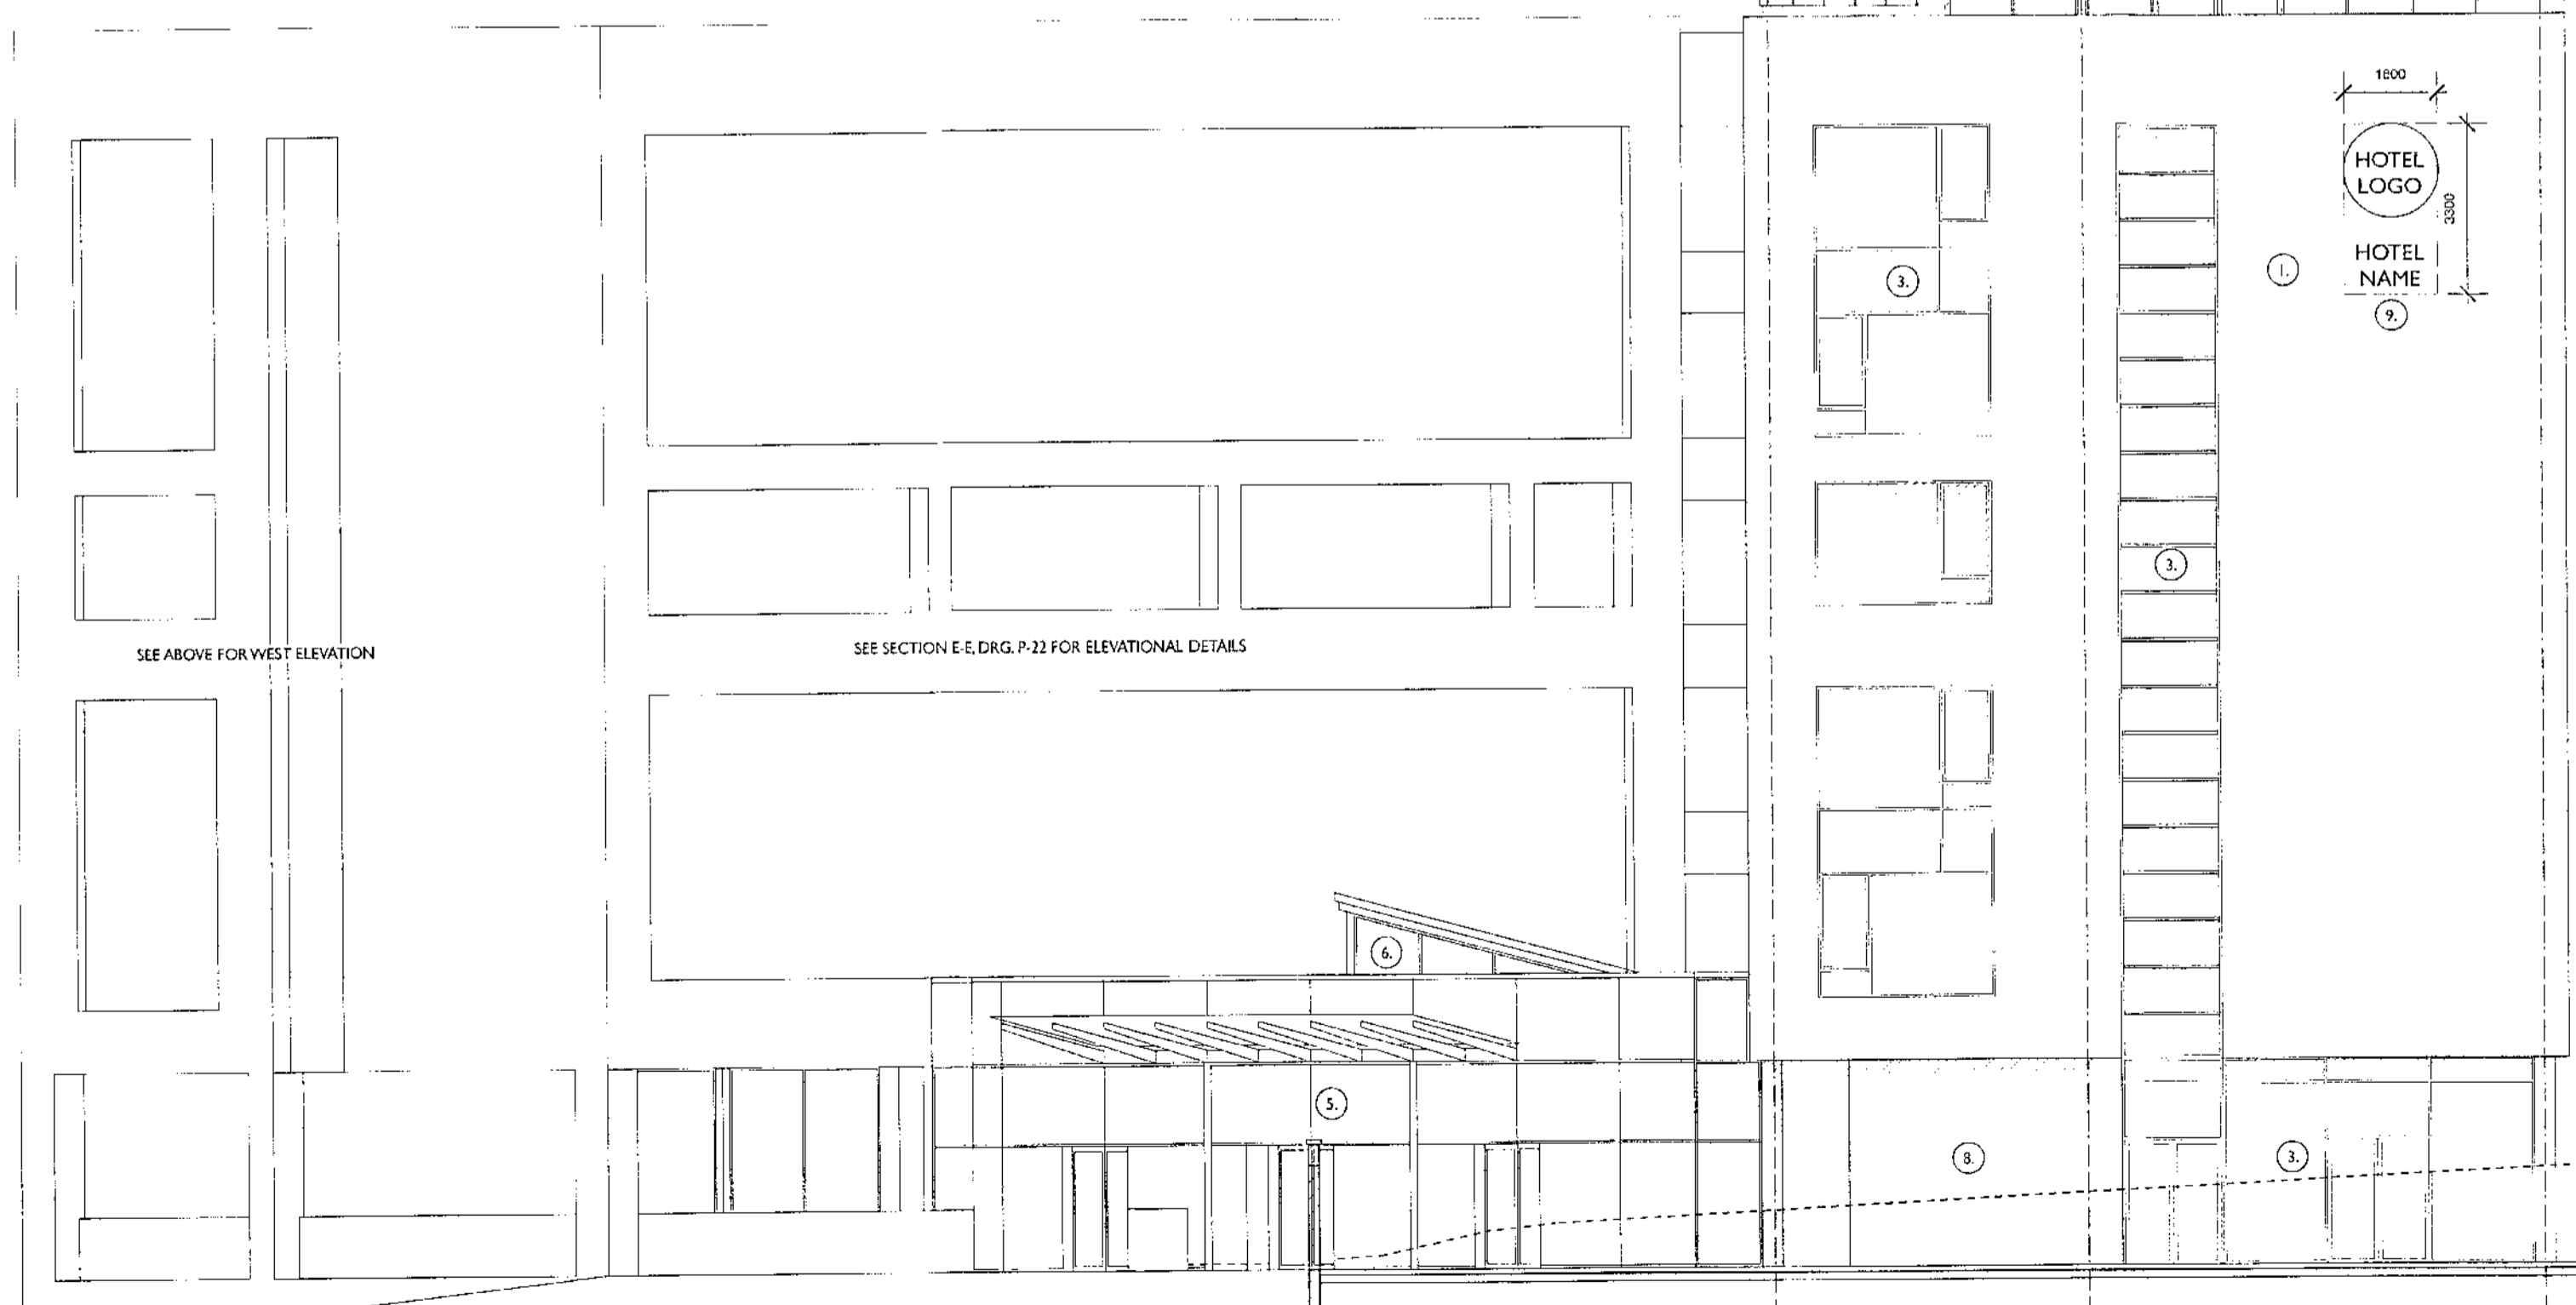 1800
HOTEL
LOGO
3300
HOTEL
NAME
1.
9.
3.
3.
SEE ABOVE FOR WEST ELEVATION
SEE SECTION E-E, DRG. P-22 FOR ELEVATIONAL DETAILS
6.
5.
8.
3.